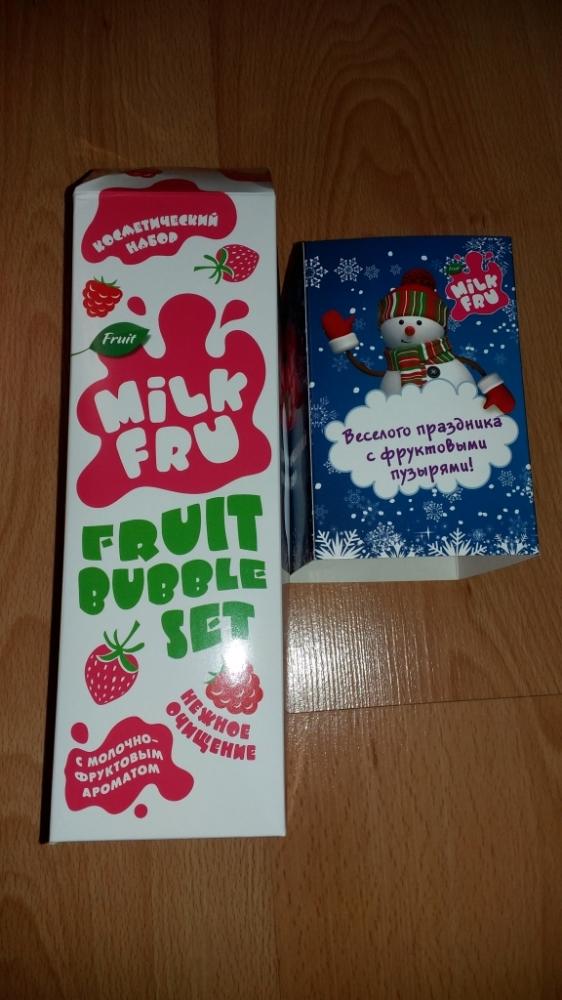 КОСМЕТИЧЕСКИЙ
НАБОР
Fruit
MiLK
FRU
FRUIT
BUBBLE
SET
НЕЖНОЕ
ОЧИЩЕНИЕ
С МОЛОЧНО-
ФРУКТОВЫМ
АРОМАТОМ
Fruit
MiLK
FRU
Веселого праздника
с фруктовыми
пузырями!